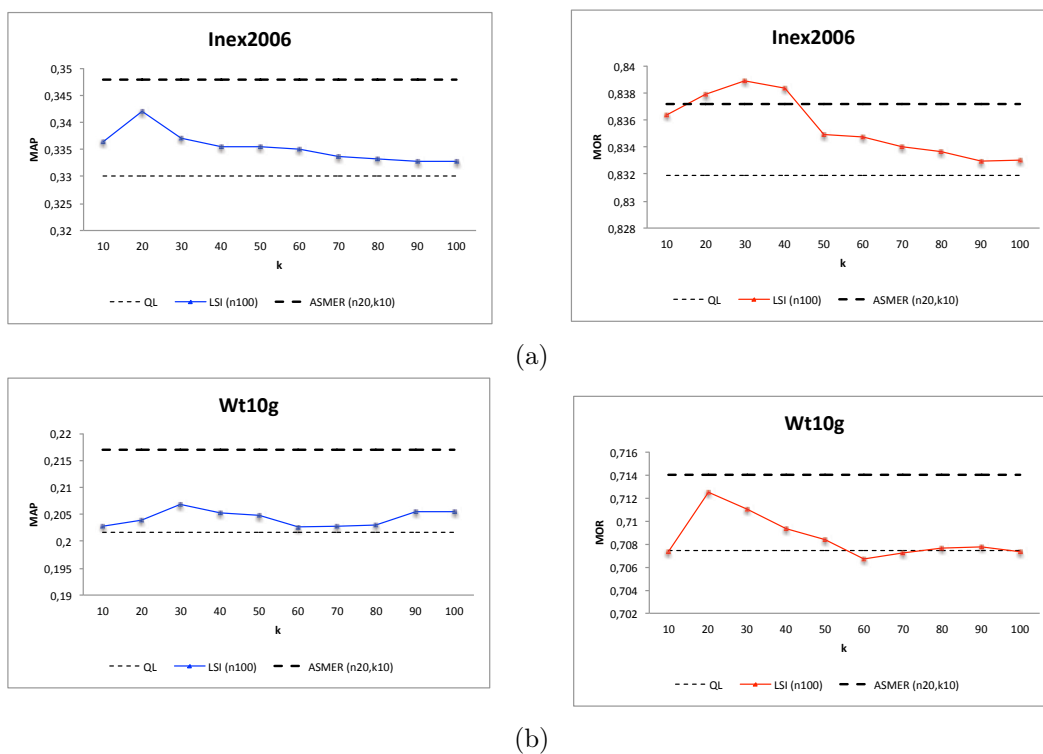 Inex2006
0,35
0,345
0,34
0,335
0,33
0,325
0,32
MAP
10 20 30 40 50 60 70 80 90 100
k
QL LSI (n100) ASMER (n20,k10)
Inex2006
0,84
0,838
0,836
0,834
0,832
0,83
0,828
MOR
10 20 30 40 50 60 70 80 90 100
k
QL LSI (n100) ASMER (n20,k10)
(a)
Wt10g
0,22
0,215
0,21
0,205
0,2
0,195
0,19
MAP
10 20 30 40 50 60 70 80 90 100
k
QL LSI (n100) ASMER (n20,k10)
Wt10g
0,716
0,714
0,712
0,71
0,708
0,706
0,704
0,702
MOR
10 20 30 40 50 60 70 80 90 100
k
QL LSI (n100) ASMER (n20,k10)
(b)